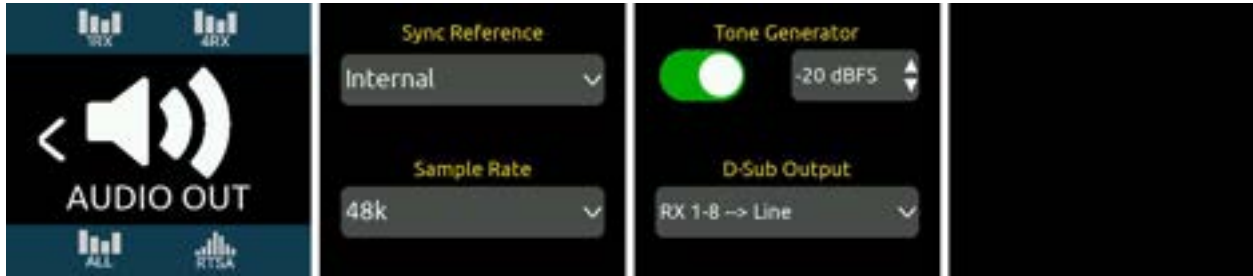 1RX
4RX
<
AUDIO OUT
ALL
RTSA
Sync Reference
Internal
Sample Rate
48k
Tone Generator
-20 dBFS
D-Sub Output
RX 1-8 --> Line